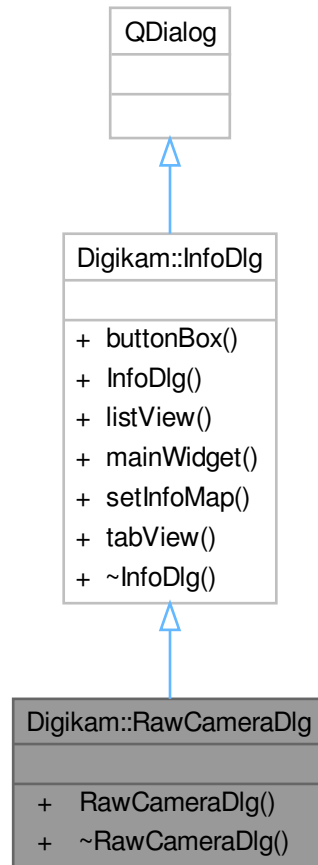 QDialog
Digikam::InfoDlg
+ buttonBox()
+ InfoDlg()
+ listView()
+ mainWidget()
+ setInfoMap()
+ tabView()
+ ~InfoDlg()
Digikam::RawCameraDlg
+ RawCameraDlg()
+ ~RawCameraDlg()